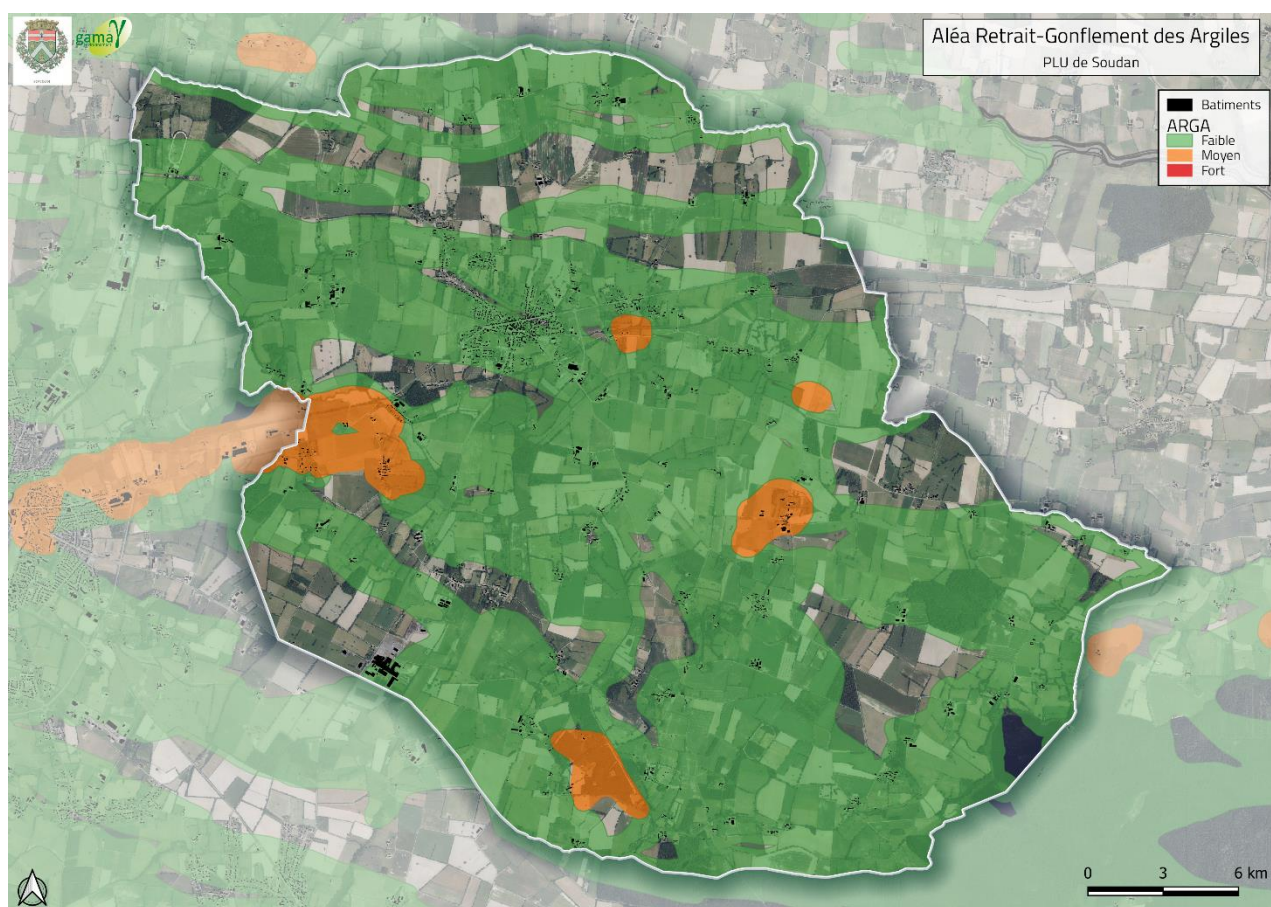 gama
Aléa Retrait-Gonflement des Argiles
PLU de Soudan
Batiments
ARGA
Faible
Moyen
Fort
0 3 6 km